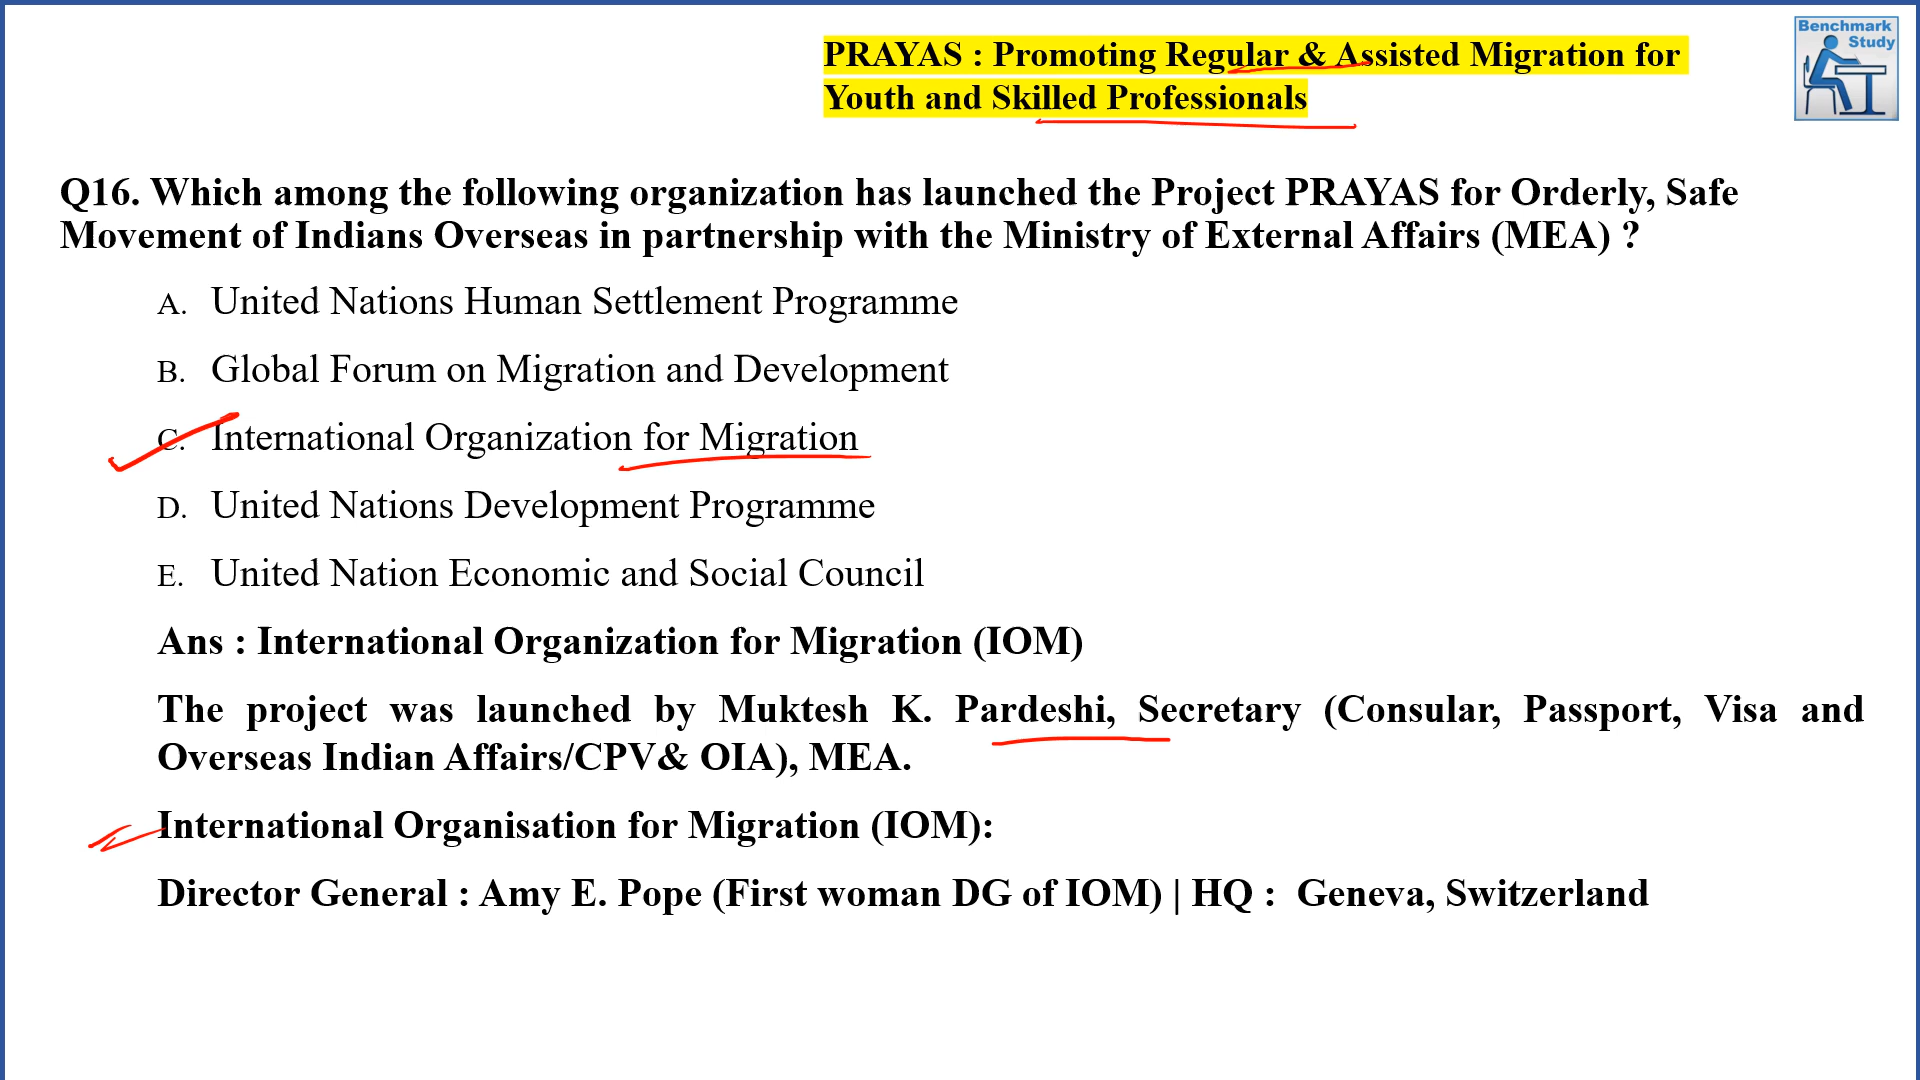 Benchmark
Study
PRAYAS : Promoting Regular & Assisted Migration for
Youth and Skilled Professionals
Q16. Which among the following organization has launched the Project PRAYAS for Orderly, Safe
Movement of Indians Overseas in partnership with the Ministry of External Affairs (MEA) ?
A. United Nations Human Settlement Programme
B. Global Forum on Migration and Development
C. International Organization for Migration
D. United Nations Development Programme
E. United Nation Economic and Social Council
Ans : International Organization for Migration (IOM)
The project was launched by Muktesh K. Pardeshi, Secretary (Consular, Passport, Visa and
Overseas Indian Affairs/CPV& OIA), MEA.
International Organisation for Migration (IOM):
Director General : Amy E. Pope (First woman DG of IOM) | HQ : Geneva, Switzerland